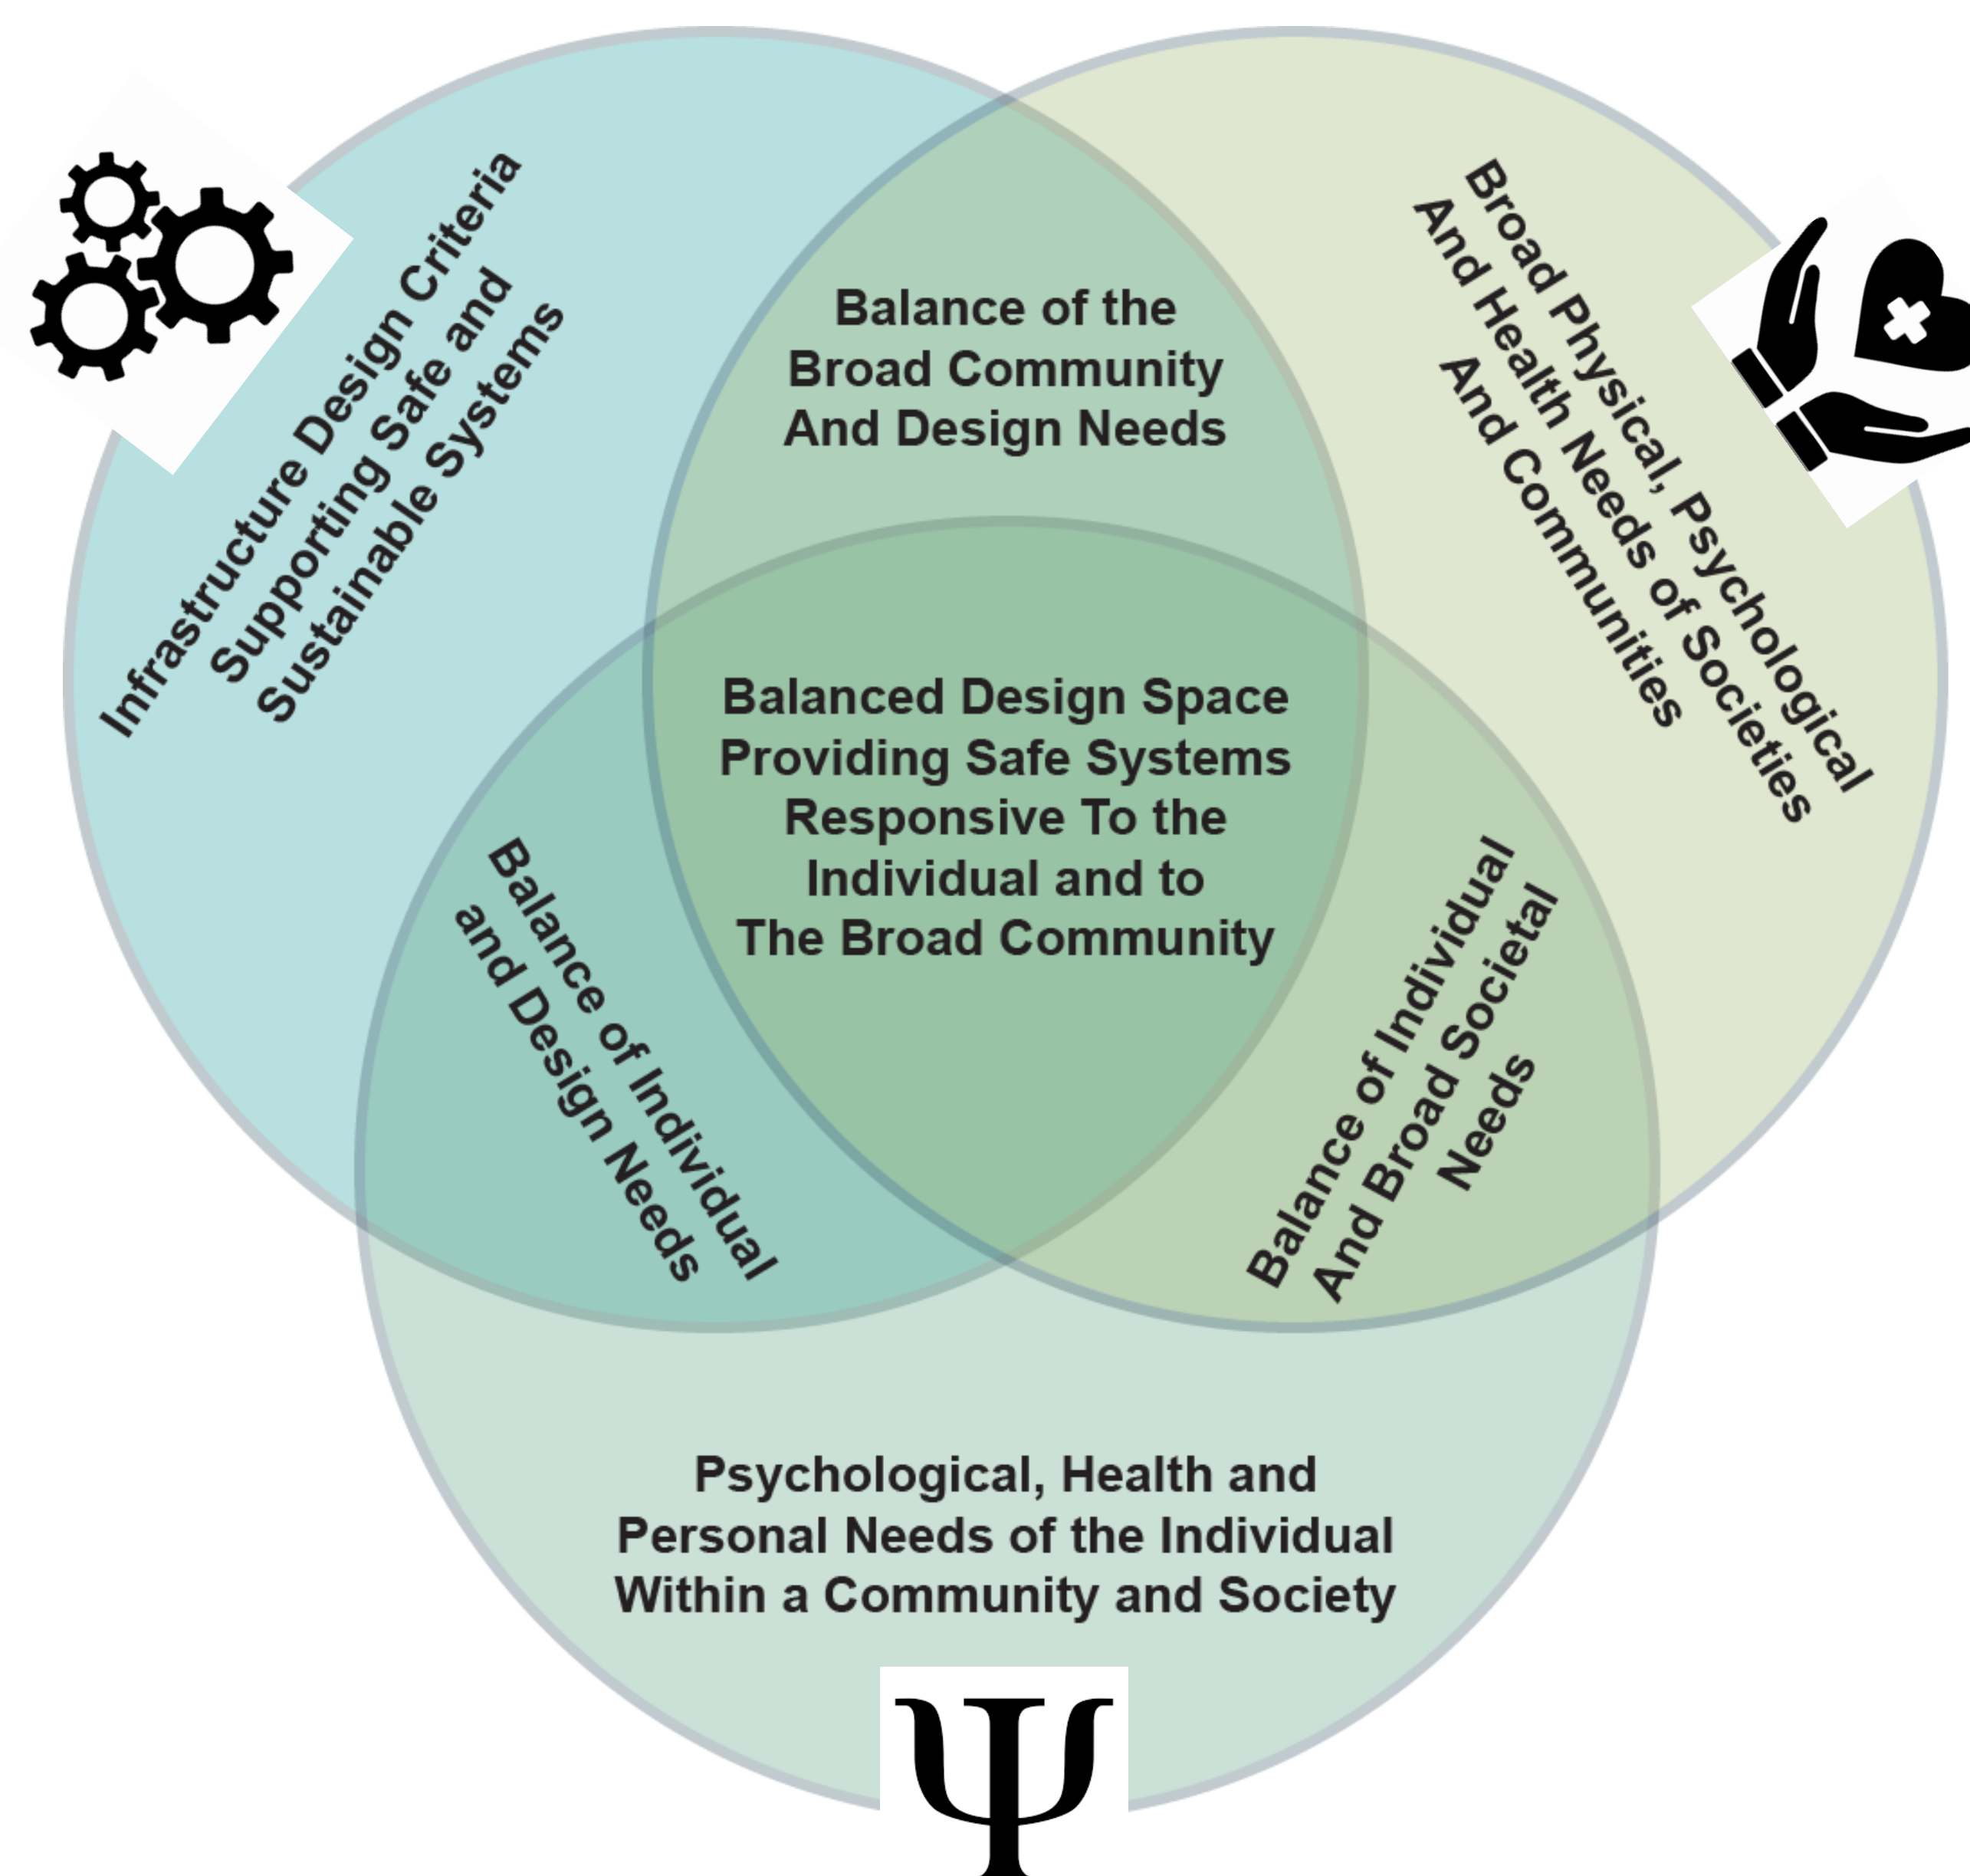 Infrastructure Design Criteria
Supporting Safe and
Sustainable Systems
Balance of the
Broad Community
And Design Needs
Broad Physical, Psychological
And Health Needs of Societies
And Communities
Balanced Design Space
Providing Safe Systems
Responsive To the
Individual and to
The Broad Community
Balance of Individual
and Design Needs
Balance of Individual
And Broad Societal
Needs
Psychological, Health and
Personal Needs of the Individual
Within a Community and Society
Ψ